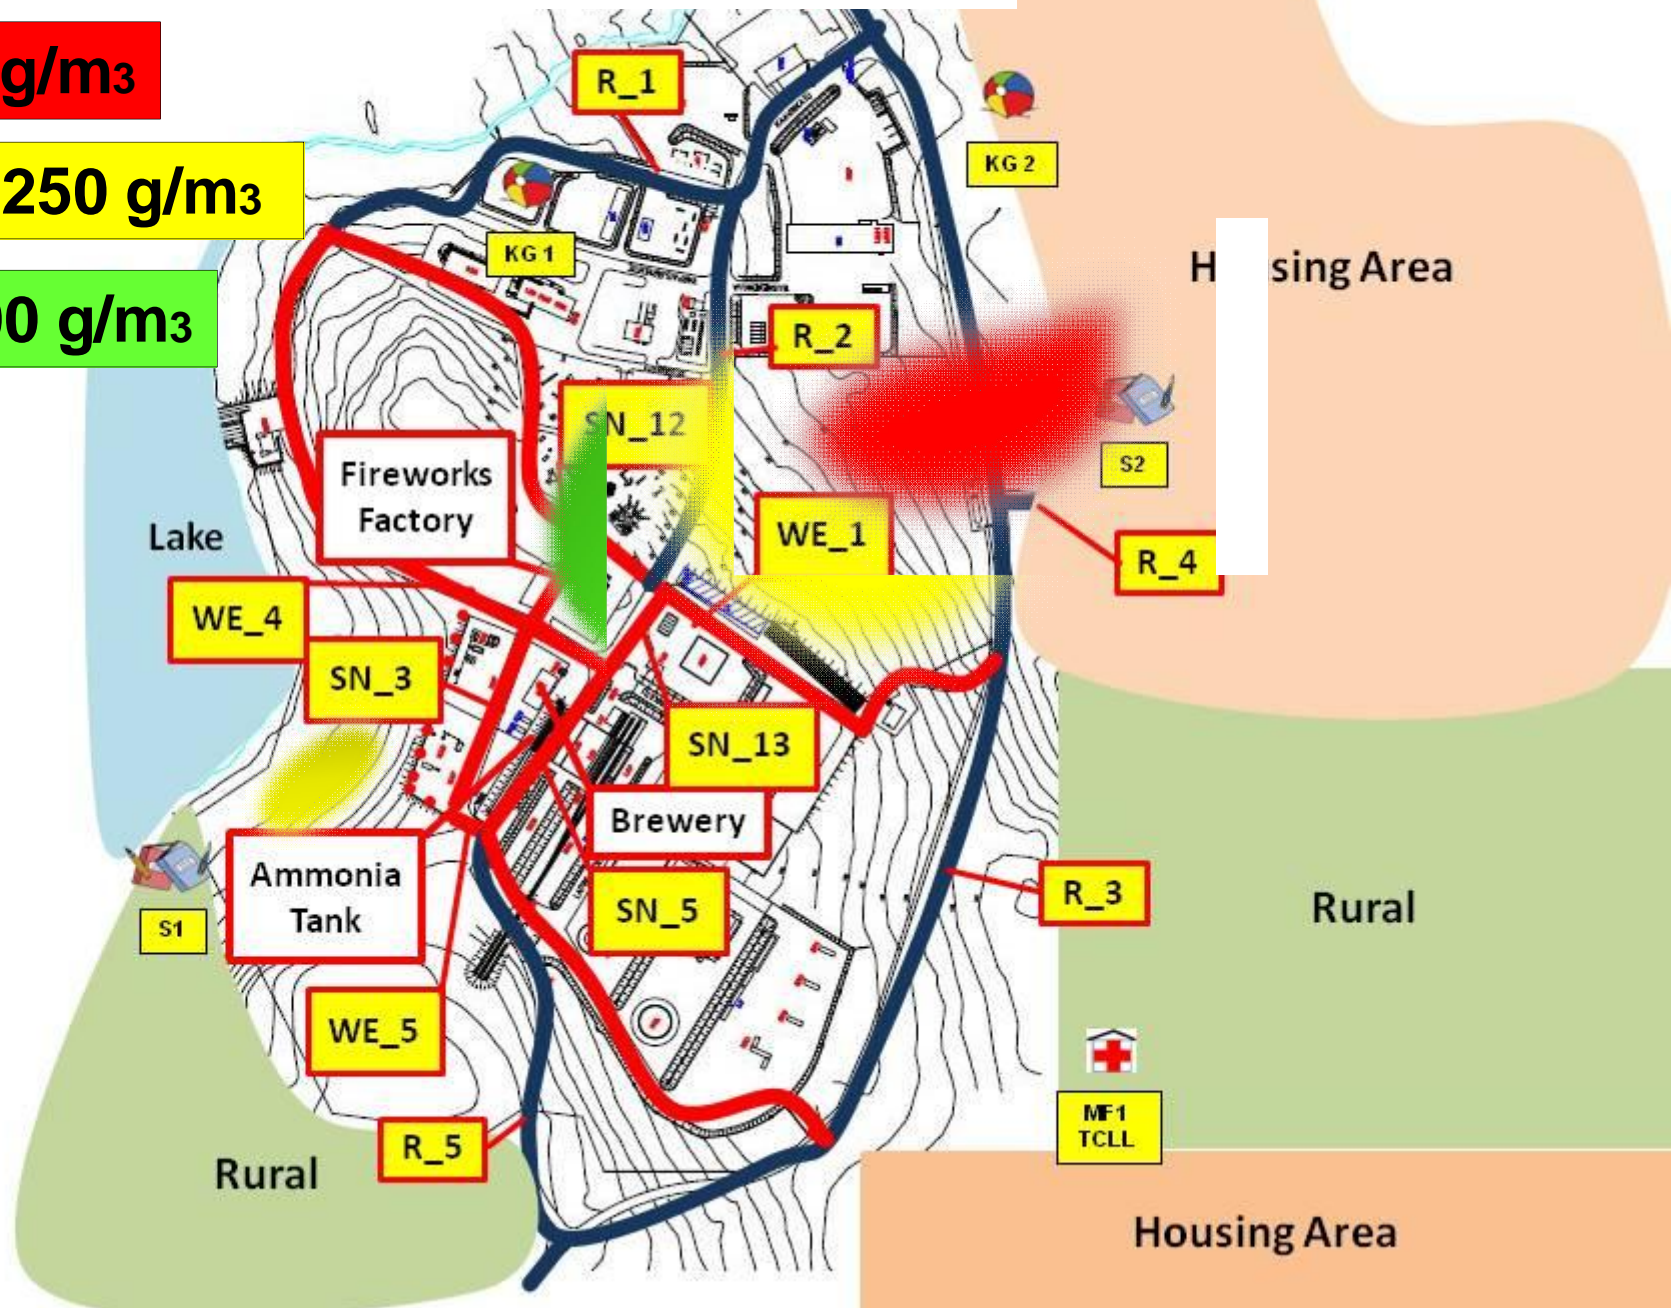 g/m3
250 g/m3
00 g/m3
R_1
KG 2
KG 1
H sing Area
R_2
SN_12
Fireworks
Factory
WE_1
S2
Lake
R_4
WE_4
SN_3
SN_13
Brewery
Ammonia
Tank
SN_5
R_3
Rural
S1
WE_5
MF1
TCLL
R_5
Rural
Housing Area